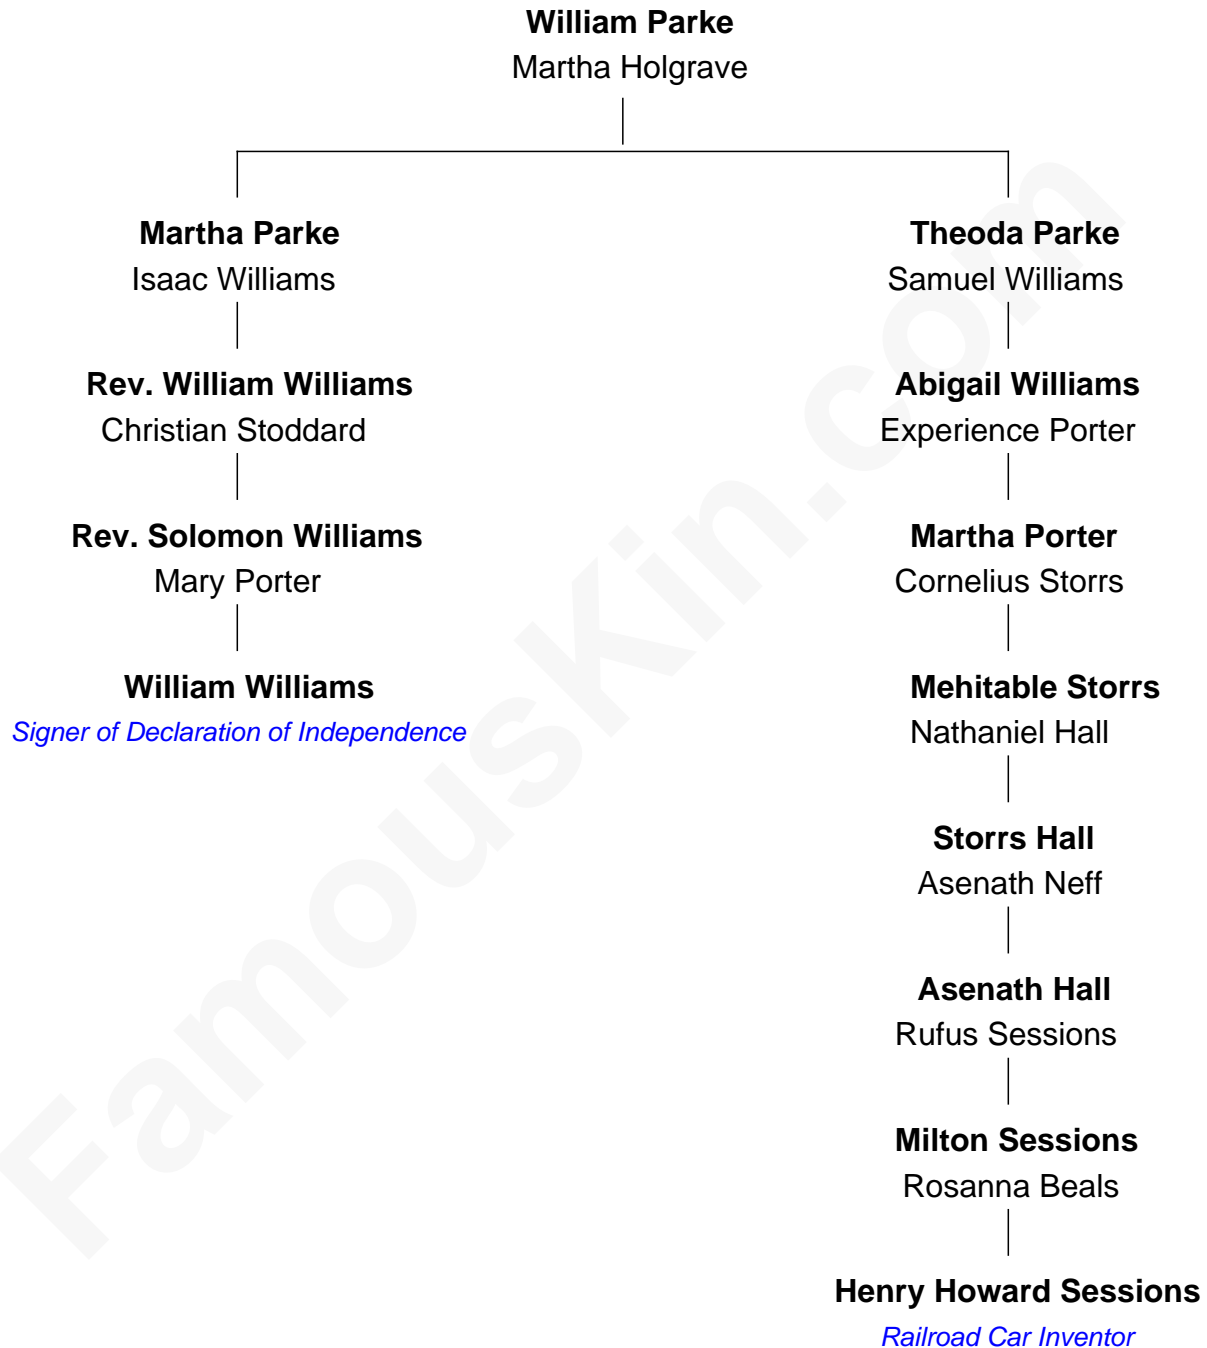 William Parke
Martha Holgrave
Martha Parke
Isaac Williams
Rev. William Williams
Christian Stoddard
Rev. Solomon Williams
Mary Porter
William Williams
Signer of Declaration of Independence
Theoda Parke
Samuel Williams
Abigail Williams
Experience Porter
Martha Porter
Cornelius Storrs
Mehitable Storrs
Nathaniel Hall
Storrs Hall
Asenath Neff
Asenath Hall
Rufus Sessions
Milton Sessions
Rosanna Beals
Henry Howard Sessions
Railroad Car Inventor
FamousKin.com